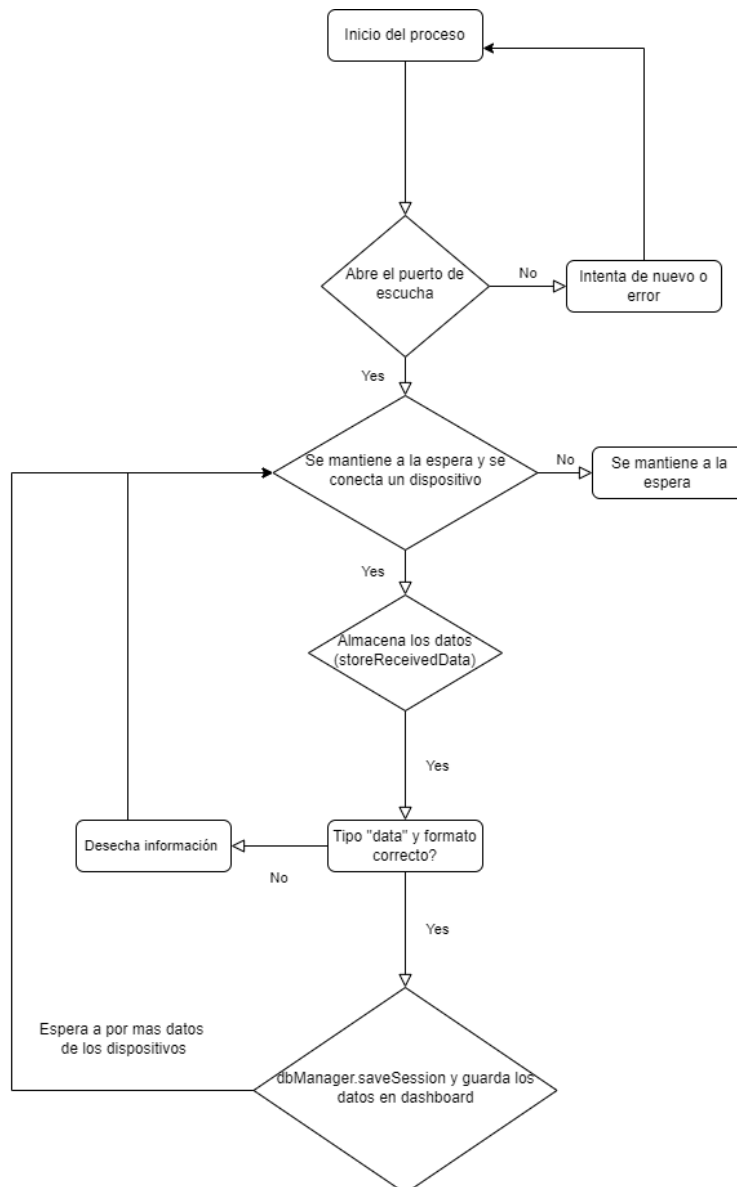 Inicio del proceso
Abre el puerto de
escucha
No
Intenta de nuevo o
error
Yes
Se mantiene a la espera y se
conecta un dispositivo
No
Se mantiene a la
espera
Yes
Almacena los datos
(storeReceivedData)
Yes
Tipo "data" y formato
correcto?
Desecha información
No
Yes
Espera a por mas datos
de los dispositivos
dbManager.saveSession y guarda los
datos en dashboard